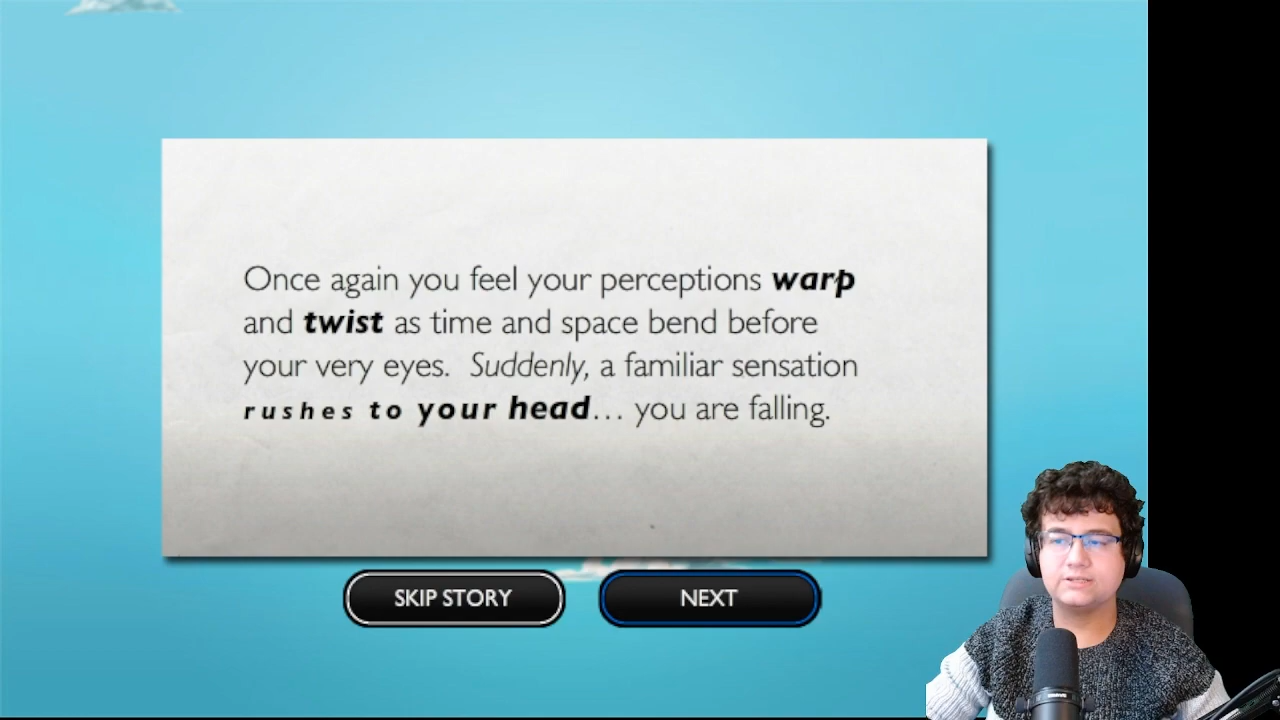 Once again you feel your perceptions warp
and twist as time and space bend before
your very eyes. Suddenly, a familiar sensation
rushes to your head... you are falling.
SKIP STORY
NEXT